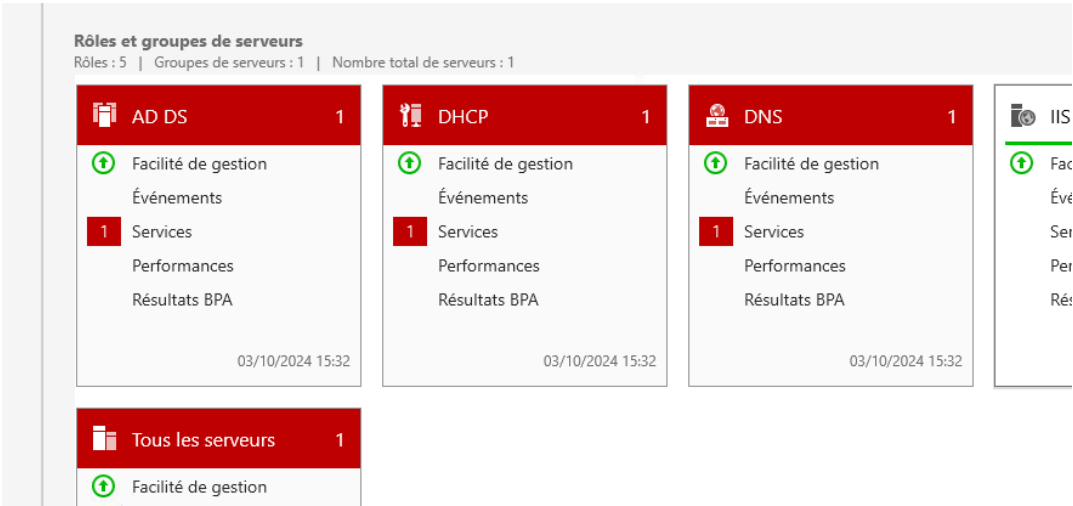 Rôles et groupes de serveurs
Rôles : 5 | Groupes de serveurs : 1 | Nombre total de serveurs : 1
AD DS 1
Facilité de gestion
Événements
1 Services
Performances
Résultats BPA
03/10/2024 15:32
DHCP 1
Facilité de gestion
Événements
1 Services
Performances
Résultats BPA
03/10/2024 15:32
DNS 1
Facilité de gestion
Événements
1 Services
Performances
Résultats BPA
03/10/2024 15:32
IIS
Tous les serveurs 1
Facilité de gestion